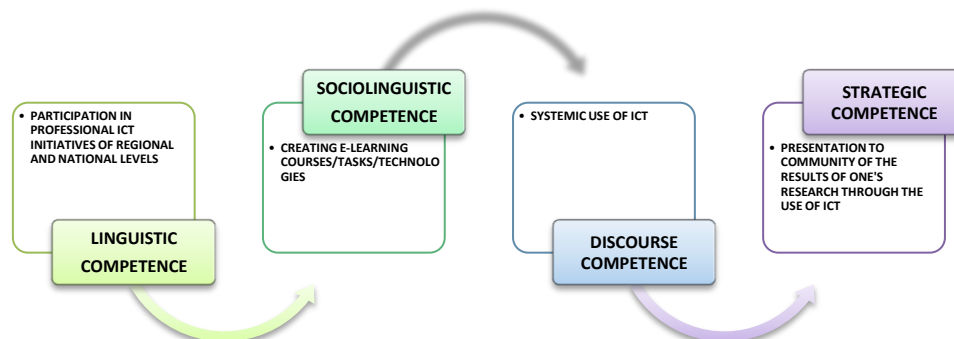 • PARTICIPATION IN
PROFESSIONAL ICT
INITIATIVES OF REGIONAL
AND NATIONAL LEVELS
LINGUISTIC
COMPETENCE
SOCIOLINGUISTIC
COMPETENCE
• CREATING E-LEARNING
COURSES/TASKS/TECHNOLO
GIES
• SYSTEMIC USE OF ICT
DISCOURSE
COMPETENCE
STRATEGIC
COMPETENCE
• PRESENTATION TO
COMMUNITY OF THE
RESULTS OF ONE'S
RESEARCH THROUGH THE
USE OF ICT